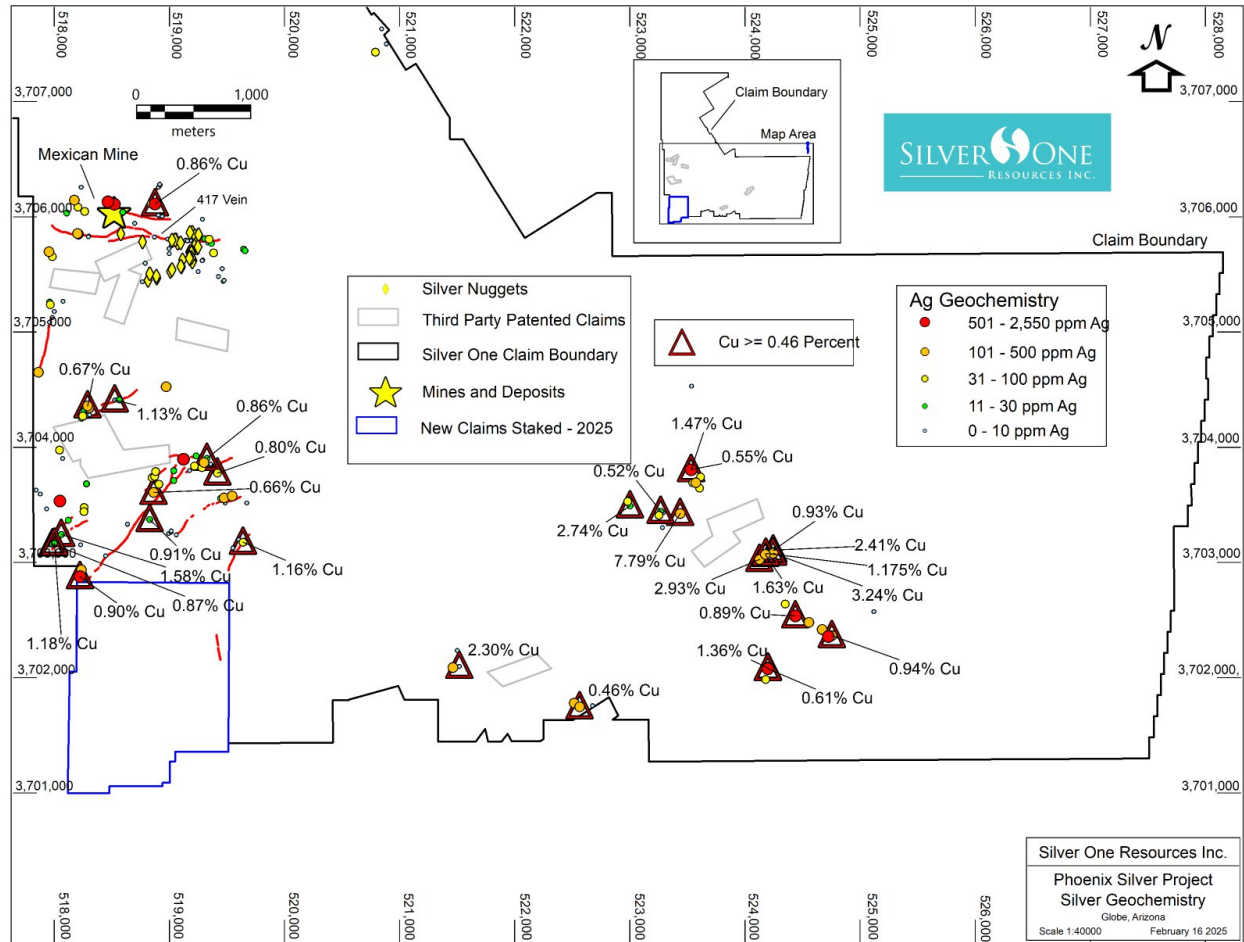 518,000
519,000
520,000
521,000
522,000
523,000
524,000
525,000
526,000
527,000
528,000
N
3,707,000
3,707,000
0 1,000
meters
Claim Boundary
Map Area
SILVER ONE
RESOURCES INC.
Mexican Mine
0.86% Cu
417 Vein
3,706,000
3,706,000
Claim Boundary
Silver Nuggets
Third Party Patented Claims
Silver One Claim Boundary
Mines and Deposits
New Claims Staked - 2025
Cu >= 0.46 Percent
Ag Geochemistry
501 - 2,550 ppm Ag
101 - 500 ppm Ag
31 - 100 ppm Ag
11 - 30 ppm Ag
0 - 10 ppm Ag
3,705,000
3,705,000
0.67% Cu
1.13% Cu
0.86% Cu
0.80% Cu
0.66% Cu
3,704,000
3,704,000
1.47% Cu
0.55% Cu
0.52% Cu
2.74% Cu
7.79% Cu
0.93% Cu
2.41% Cu
1.175% Cu
3.24% Cu
2.93% Cu
1.63% Cu
3,703,000
3,703,000
0.91% Cu
1.16% Cu
1.58% Cu
0.87% Cu
0.90% Cu
1.18% Cu
0.89% Cu
0.94% Cu
1.36% Cu
0.61% Cu
2.30% Cu
0.46% Cu
3,702,000
3,702,000,
3,701,000
3,701,000
518,000
519,000
520,000
521,000
522,000
523,000
524,000
525,000
526,000
Silver One Resources Inc.
Phoenix Silver Project
Silver Geochemistry
Globe, Arizona
Scale 1:40000 February 16 2025